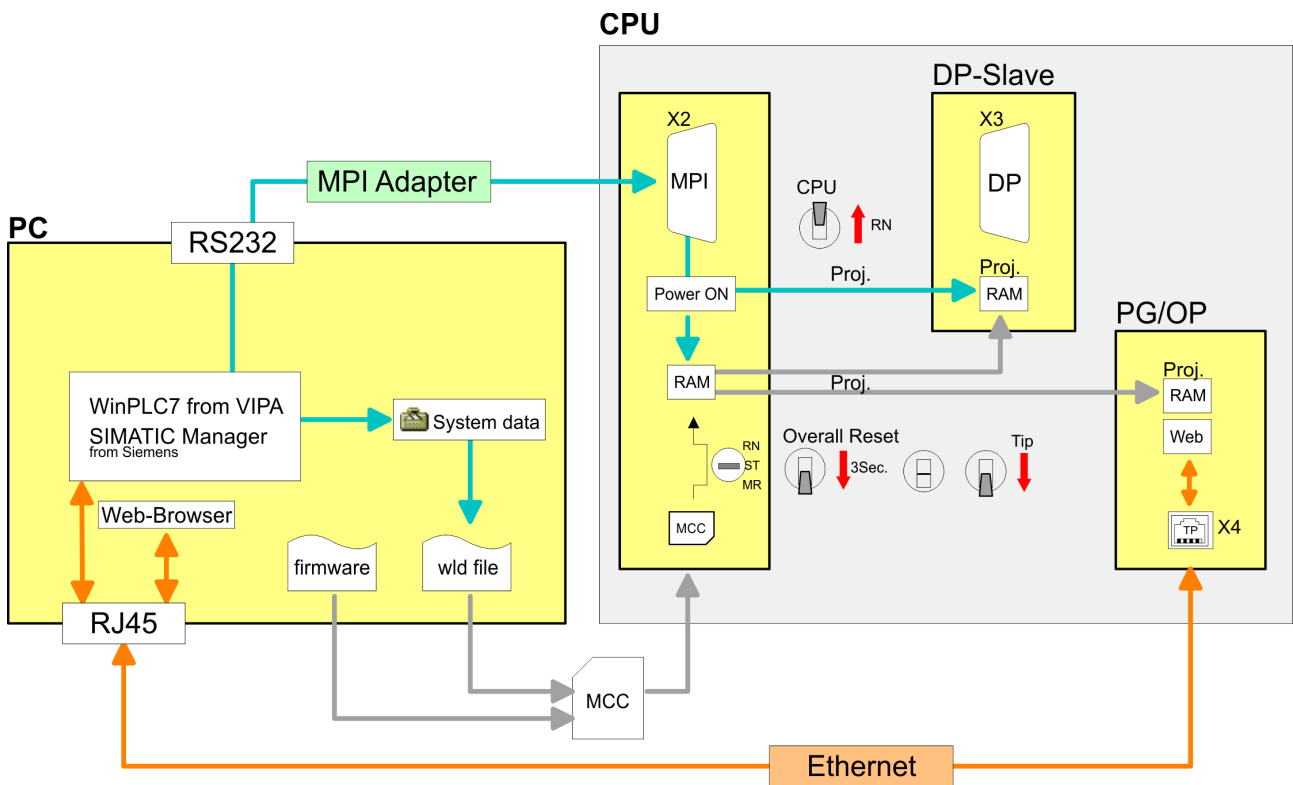 CPU
DP-Slave
X2
MPI
X3
DP
CPU
RN
MPI Adapter
PC
RS232
Power ON
Proj.
Proj.
RAM
PG/OP
RAM
Proj.
Proj.
RAM
Web
WinPLC7 from VIPA
SIMATIC Manager
from Siemens
System data
RN
ST
MR
Overall Reset
3Sec.
Tip
Web-Browser
firmware
wld file
MCC
TP
X4
RJ45
MCC
Ethernet